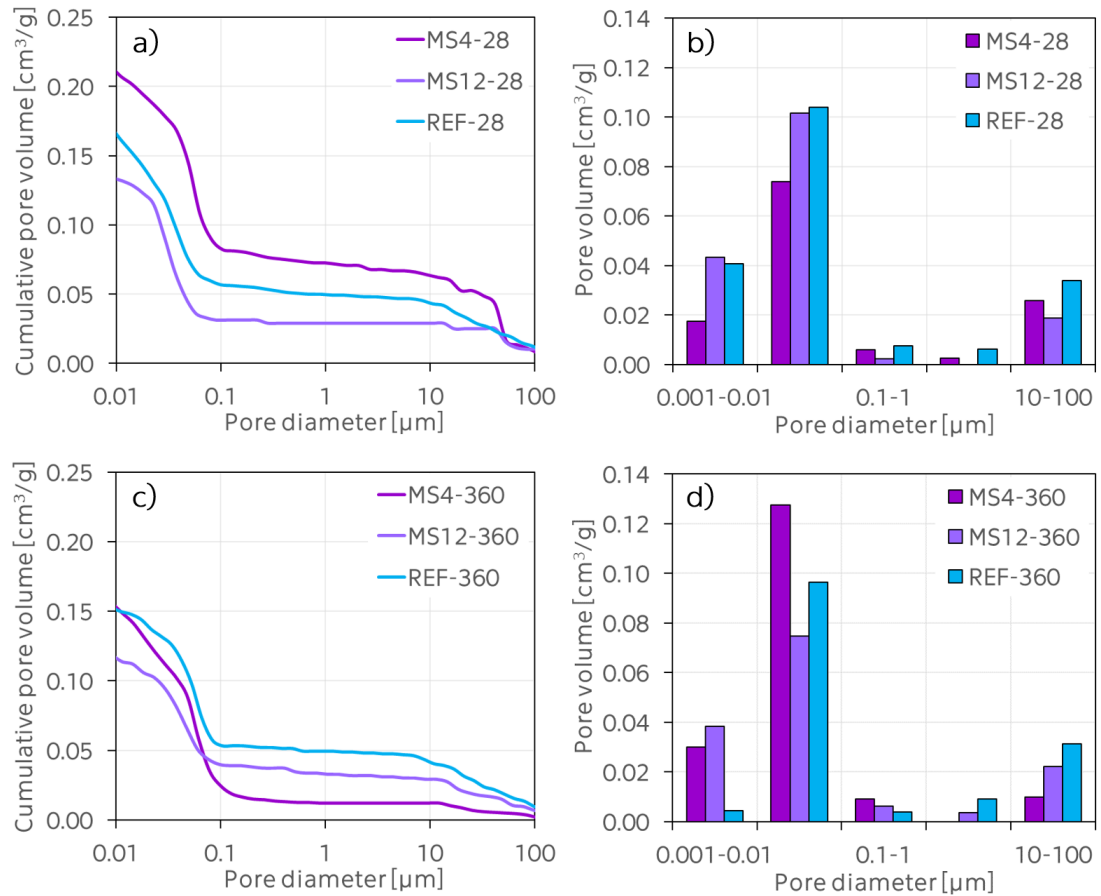 a)
Cumulative pore volume [cm³/g]
0.25
0.20
0.15
0.10
0.05
0.00
MS4-28
MS12-28
REF-28
0.01 0.1 1 10 100
Pore diameter [µm]
b)
Pore volume [cm³/g]
0.14
0.12
0.10
0.08
0.06
0.04
0.02
0.00
MS4-28
MS12-28
REF-28
0.001-0.01 0.1-1 10-100
Pore diameter [µm]
c)
Cumulative pore volume [cm³/g]
0.25
0.20
0.15
0.10
0.05
0.00
MS4-360
MS12-360
REF-360
0.01 0.1 1 10 100
Pore diameter [µm]
d)
Pore volume [cm³/g]
0.14
0.12
0.10
0.08
0.06
0.04
0.02
0.00
MS4-360
MS12-360
REF-360
0.001-0.01 0.1-1 10-100
Pore diameter [µm]